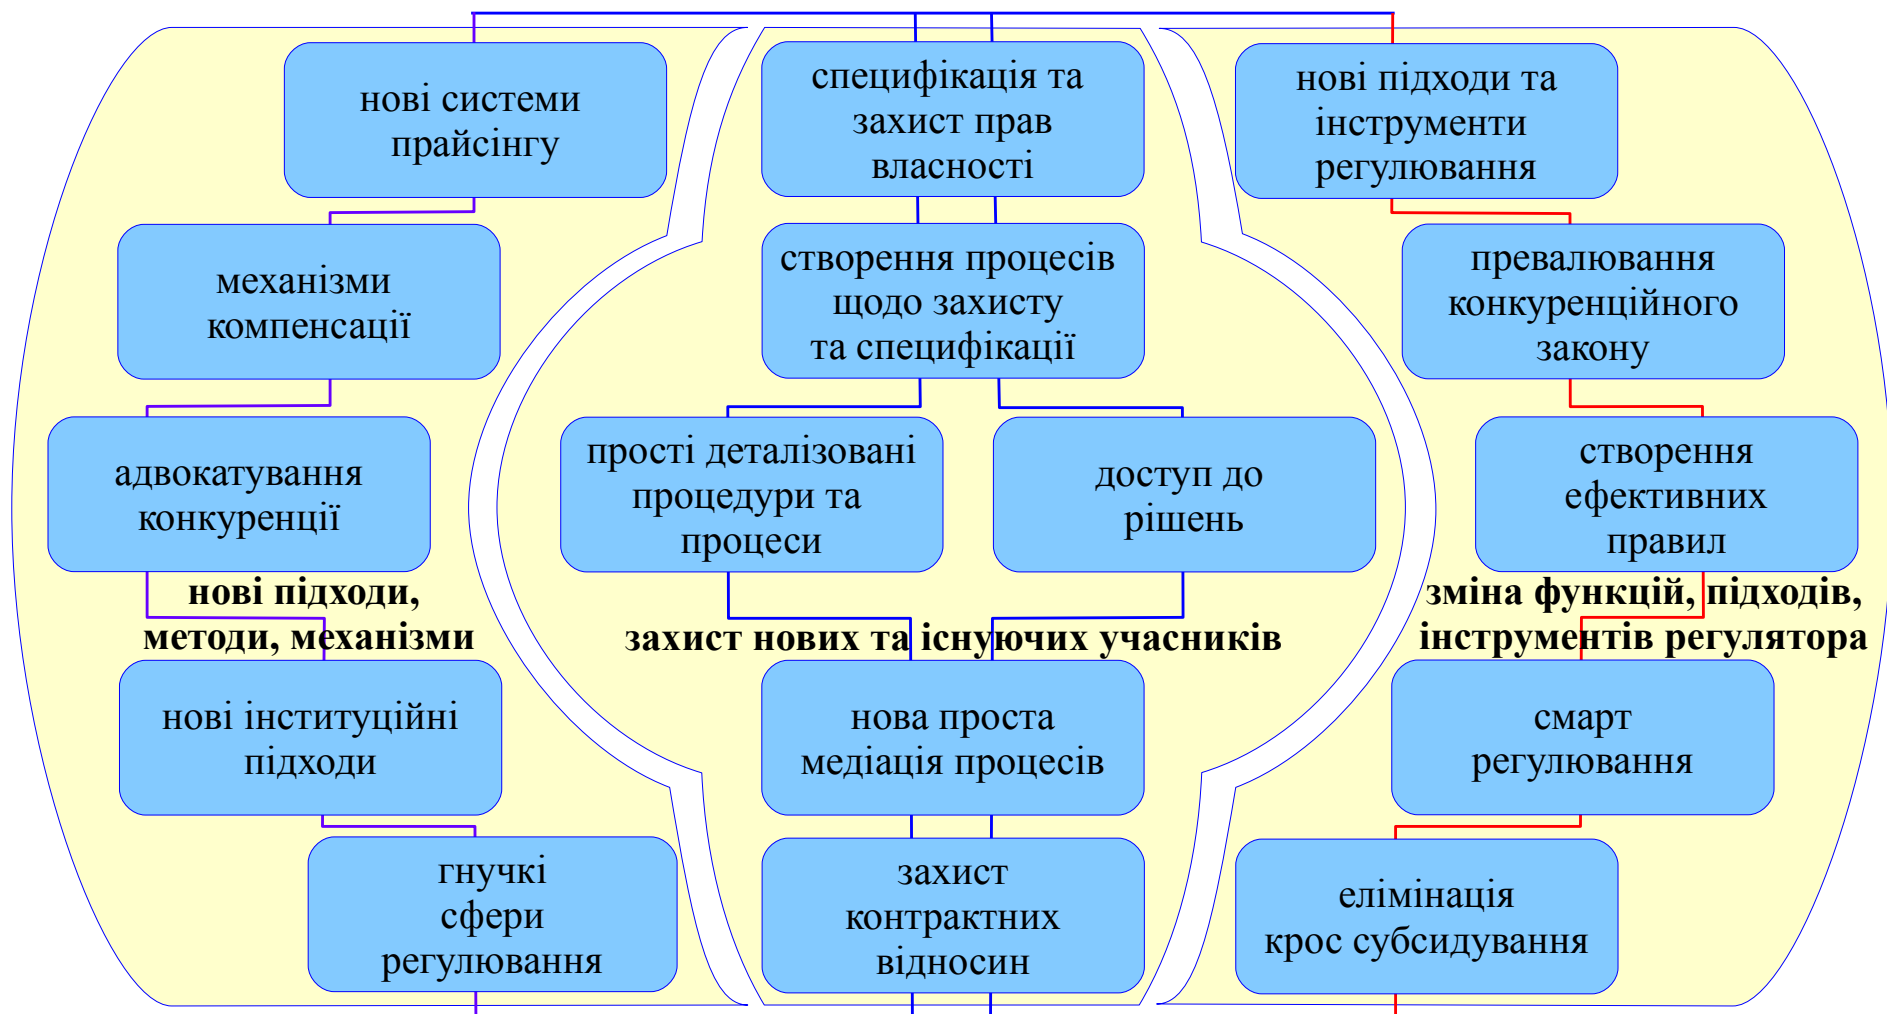 нові системи
прайсінгу
механізми
компенсації
адвокатування
конкуренції
нові підходи,
методи, механізми
нові інституційні
підходи
гнучкі
сфери
регулювання
специфікація та
захист прав
власності
створення процесів
щодо захисту
та специфікації
прості деталізовані
процедури та
процеси
доступ до
рішень
захист нових та існуючих учасників
нова проста
медіація процесів
захист
контрактних
відносин
нові підходи та
інструменти
регулювання
превалювання
конкуренційного
закону
створення
ефективних
правил
зміна функцій, підходів,
інструментів регулятора
смарт
регулювання
елімінація
крос субсидування